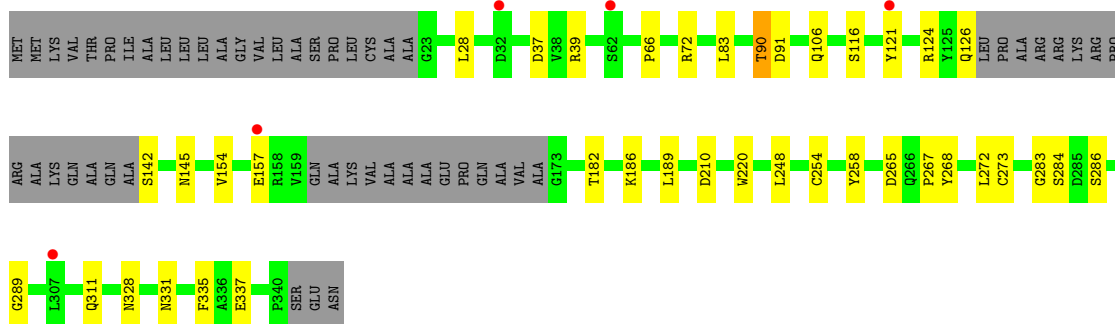 MET MET LYS VAL THR PRO ILE ALA LEU LEU LEU ALA GLY VAL LEU ALA SER PRO LEU CYS ALA ALA G23 L28 D32 D37 V38 R39 S62 P66 R72 L83 T90 D91 Q106 S116 Y121 R124 Y125 Q126 LEU PRO ALA ARG ARG LYS ARG PRO
ARG ALA LYS GLN ALA GLN ALA S142 N145 V154 E157 R158 V159 GLN ALA LYS VAL ALA ALA ALA GLU PRO GLN ALA VAL ALA G173 T182 K186 L189 D210 W220 L248 C254 Y258 D265 Q266 P267 Y268 L272 C273 G283 S284 D285 S286
G289 L307 Q311 N328 N331 F335 A336 E337 P340 SER GLU ASN